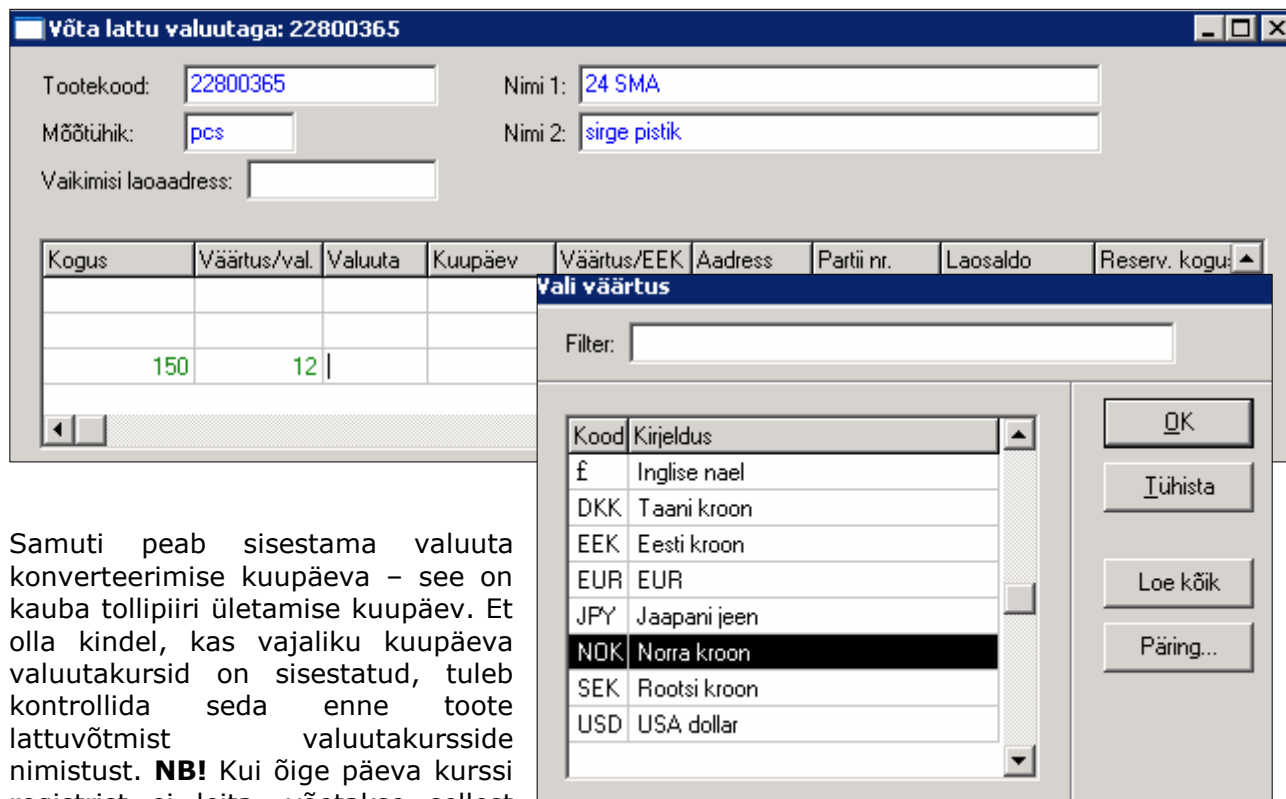 Võta lattu valuutaga: 22800365
Tootekood: 22800365 Nimi 1: 24 SMA
Mõõtühik: pcs Nimi 2: sirge pistik
Vaikimisi laoaadress:
Kogus Väärtus/val. Valuuta Kuupäev Väärtus/EEK Aadress Partii nr. Laosaldo Reserv.
150 12
Vali väärtus
Filter:
Kood Kirjeldus
£ Inglise nael
DKK Taani kroon
EEK Eesti kroon
EUR EUR
JPY Jaapani jeen
NOK Norra kroon
SEK Rootsi kroon
USD USA dollar
OK
Tühista
Loe kõik
Päring...
Samuti peab sisestama valuuta
konverteerimise kuupäeva – see on
kauba tollipiiri ületamise kuupäev. Et
olla kindel, kas vajaliku kuupäeva
valuutakursid on sisestatud, tuleb
kontrollida seda enne toote
lattuvõtmist valuutakursside
nimistust. NB! Kui õige päeva kurssi